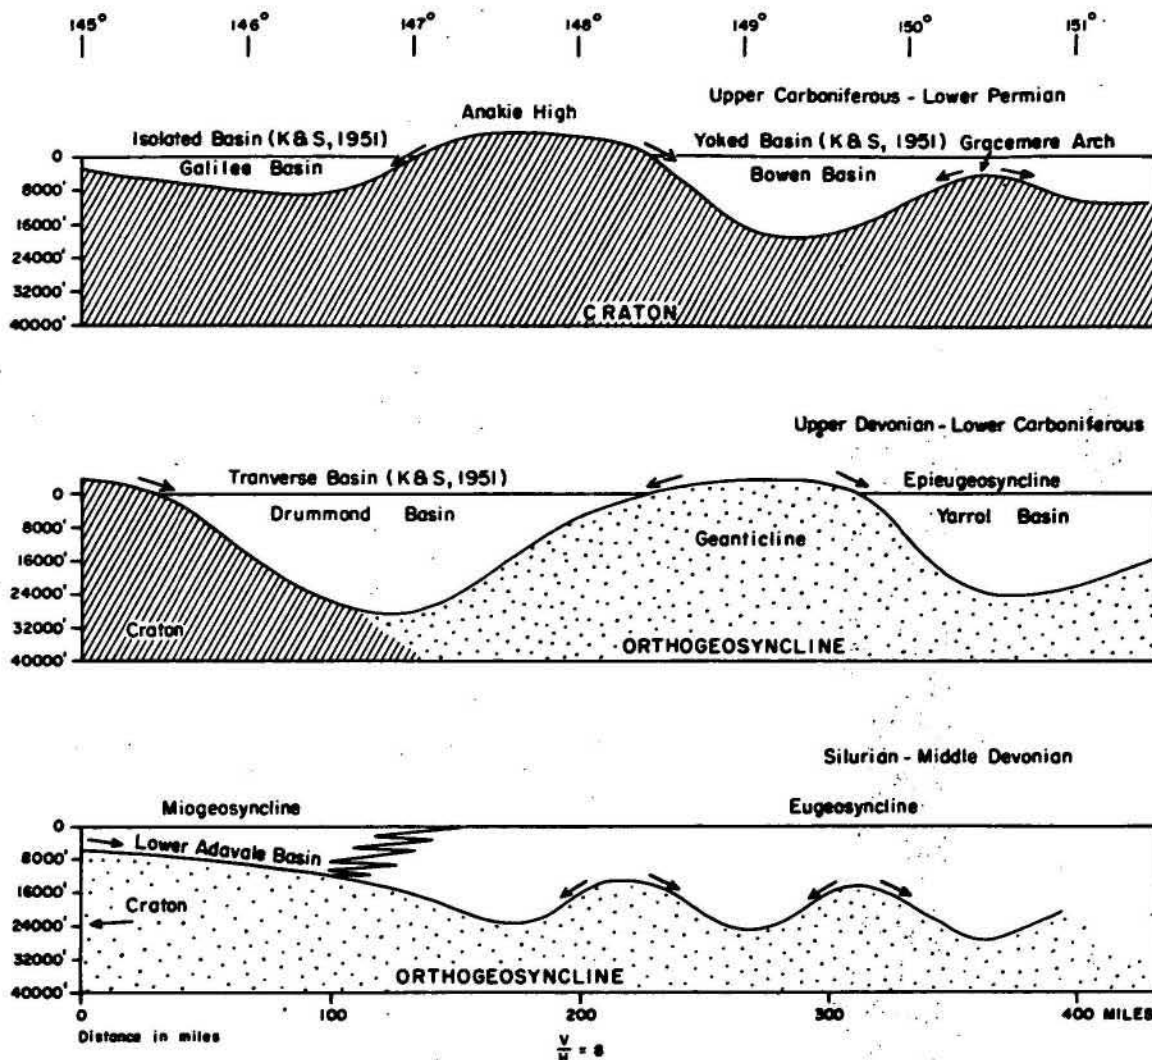 145° 146° 147° 148° 149° 150° 151°
Upper Carboniferous - Lower Permian
Anakie High
Isolated Basin (K & S, 1951)
Yoked Basin (K & S, 1951) Gracemere Arch
Galilee Basin
Bowen Basin
0
8000'
16000'
24000'
32000'
40000'
CRATON
Upper Devonian - Lower Carboniferous
Tranverse Basin (K & S, 1951)
Epieugeosyncline
Drummond Basin
Geanticline
Yarrol Basin
0
8000'
16000'
24000'
32000'
40000'
Craton
ORTHOGEOSYNCLINE
Silurian - Middle Devonian
Miogeosyncline
Eugeosyncline
Lower Adavale Basin
0
8000'
16000'
24000'
32000'
40000'
Craton
ORTHOGEOSYNCLINE
0 100 200 300 400 MILES
Distance in miles
V/H = 8